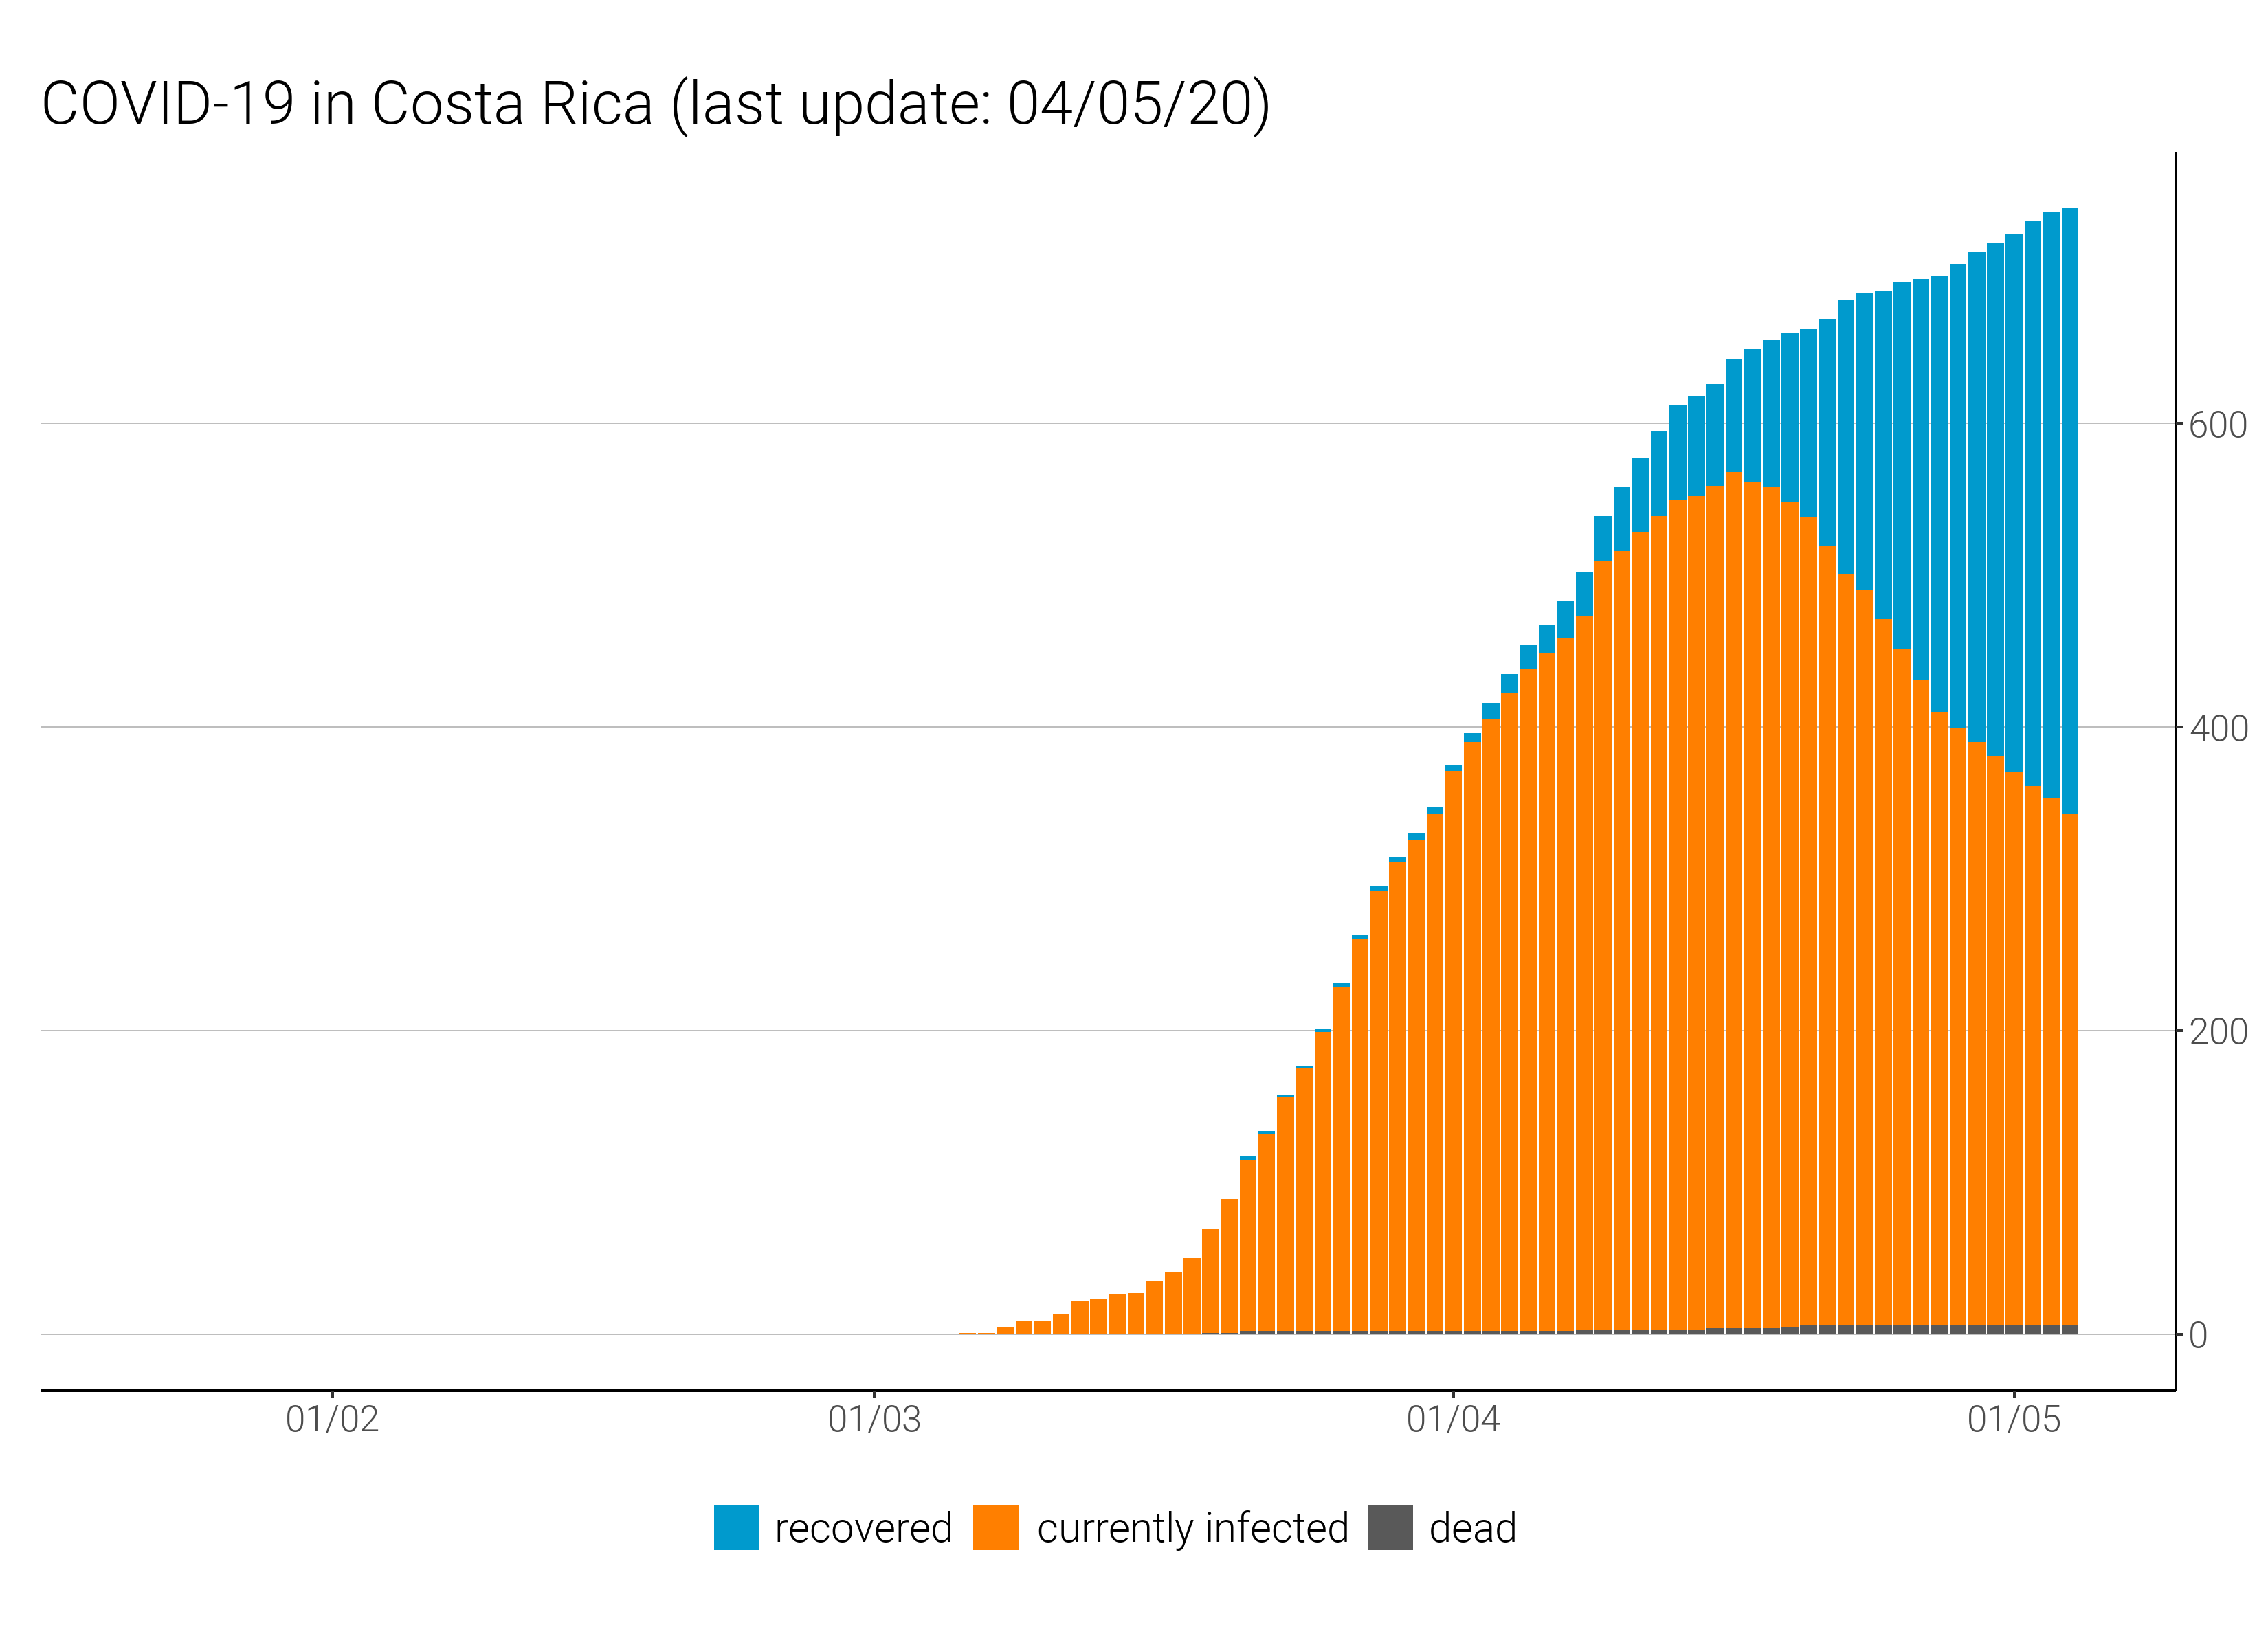 COVID-19 in Costa Rica (last update: 04/05/20)
600
400
200
0
01/02 01/03 01/04 01/05
recovered currently infected dead